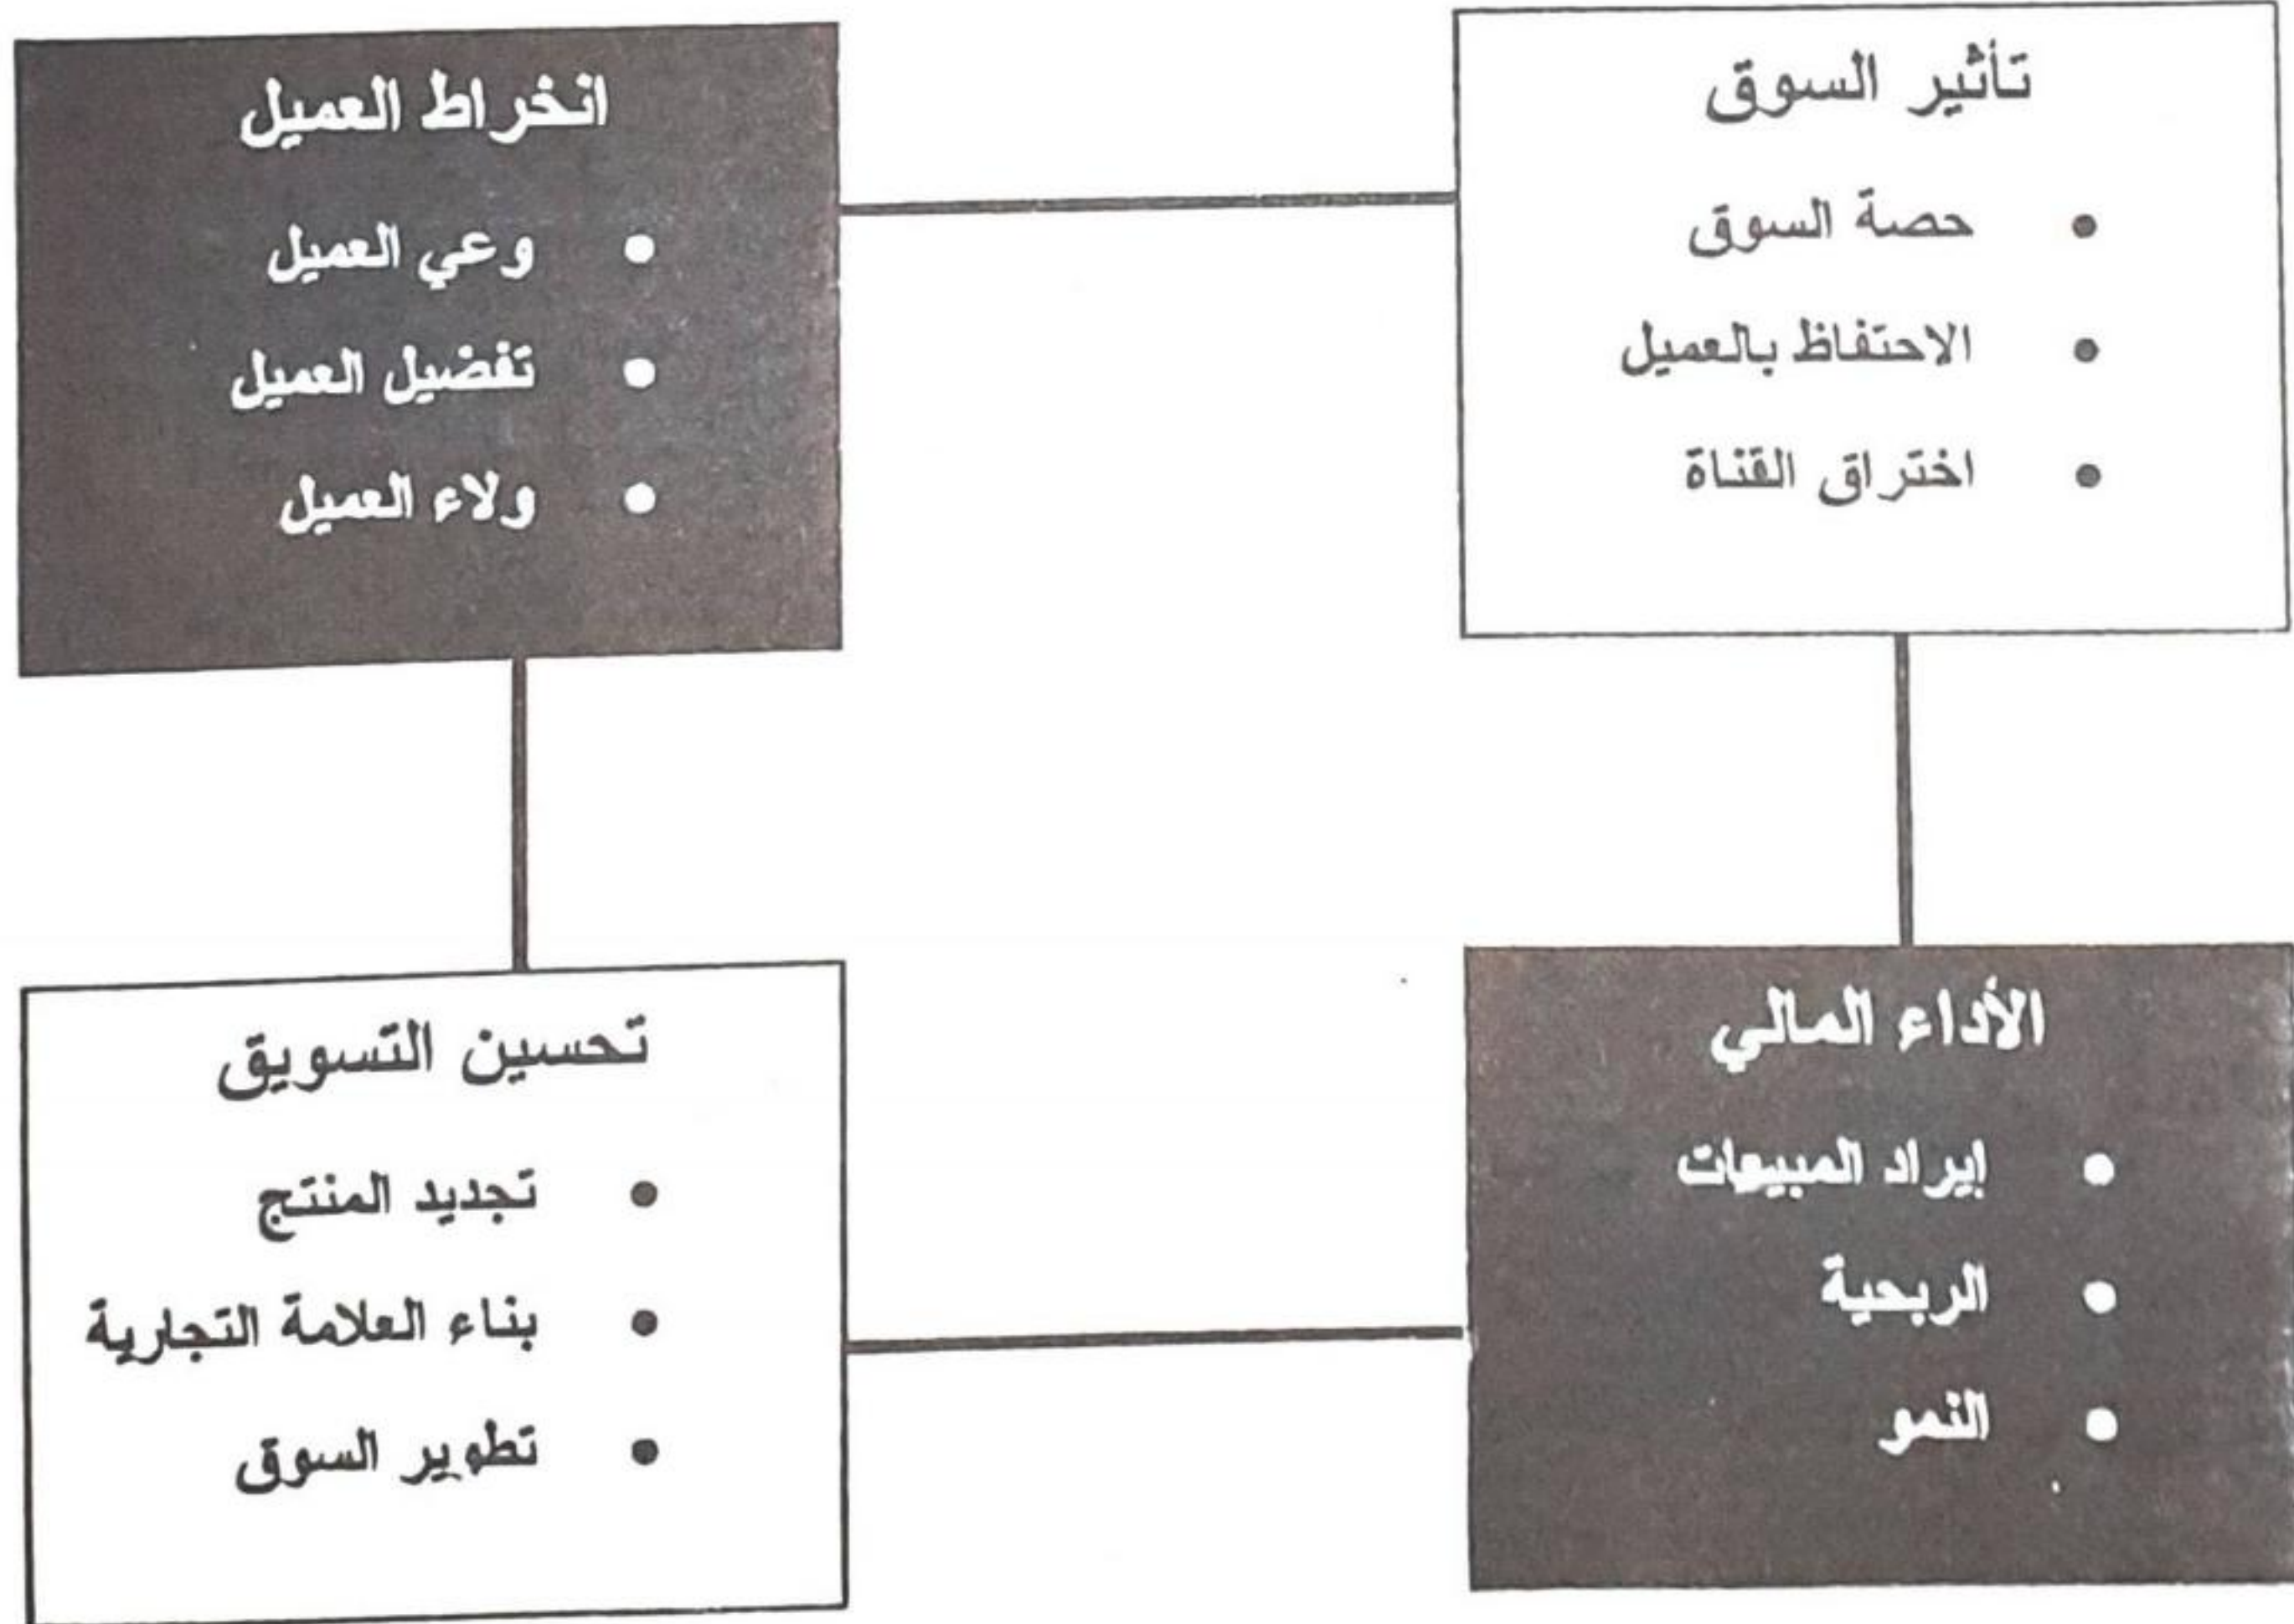 تأثير السوق
• حصة السوق
• الاحتفاظ بالعميل
• اختراق القناة
انخراط العميل
• وعي العميل
• تفضيل العميل
• ولاء العميل
الأداء المالي
• إيراد المبيعات
• الربحية
• النمو
تحسين التسويق
• تجديد المنتج
• بناء العلامة التجارية
• تطوير السوق